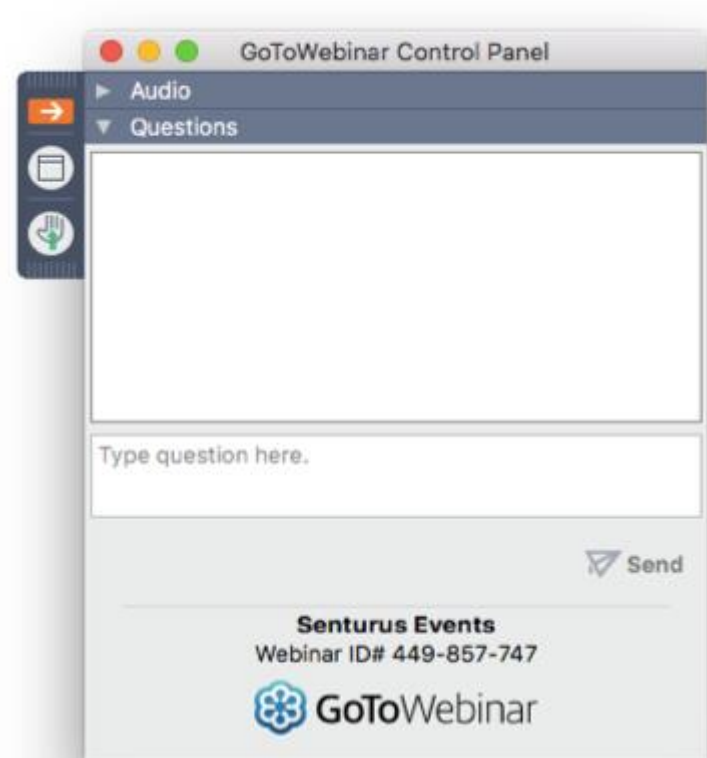 GoToWebinar Control Panel
Audio
Questions
Type question here.
Send
Senturus Events
Webinar ID# 449-857-747
GoToWebinar